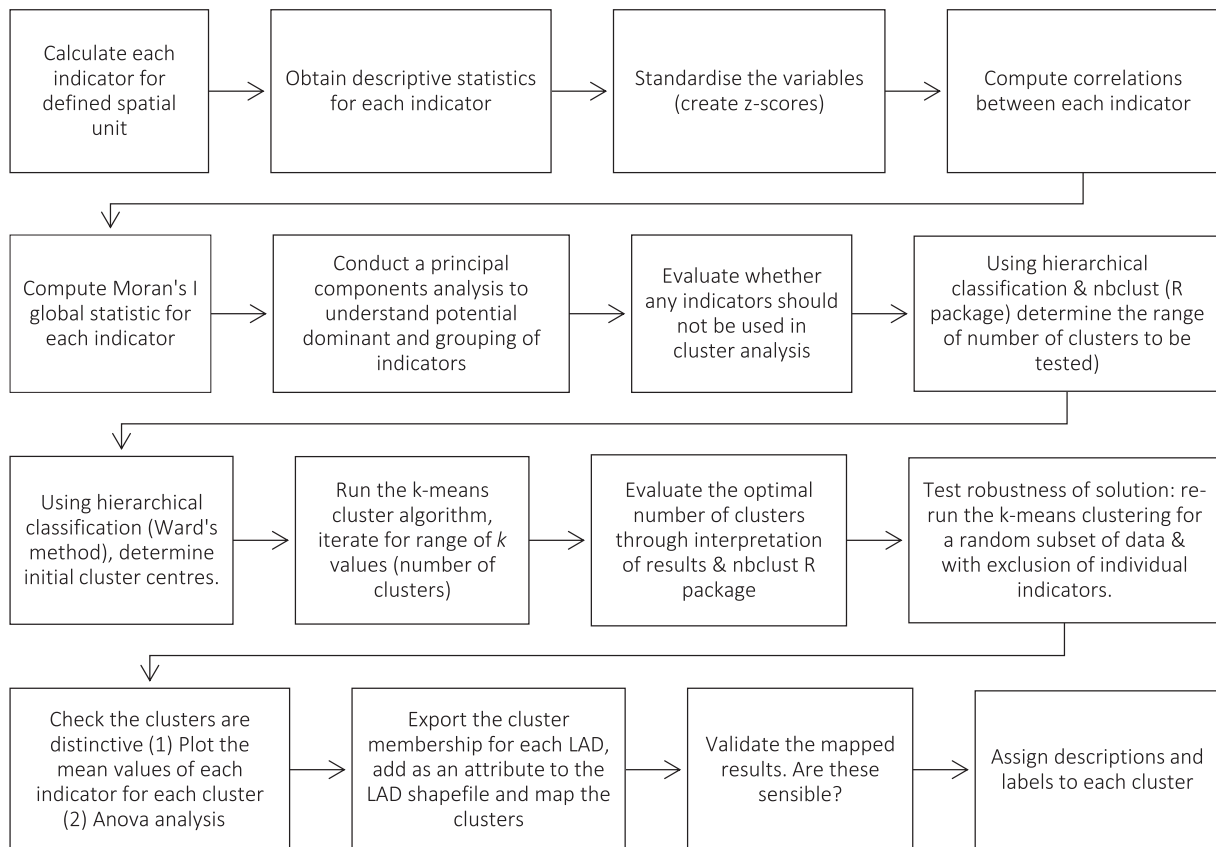 Calculate each
indicator for
defined spatial
unit
Obtain descriptive statistics
for each indicator
Standardise the variables
(create z-scores)
Compute correlations
between each indicator
Compute Moran's I
global statistic for
each indicator
Conduct a principal
components analysis to
understand potential
dominant and grouping of
indicators
Evaluate whether
any indicators should
not be used in
cluster analysis
Using hierarchical
classification & nbclust (R
package) determine the range
of number of clusters to be
tested)
Using hierarchical
classification (Ward's
method), determine
initial cluster centres.
Run the k-means
cluster algorithm,
iterate for range of k
values (number of
clusters)
Evaluate the optimal
number of clusters
through interpretation
of results & nbclust R
package
Test robustness of solution: re-
run the k-means clustering for
a random subset of data &
with exclusion of individual
indicators.
Check the clusters are
distinctive (1) Plot the
mean values of each
indicator for each cluster
(2) Anova analysis
Export the cluster
membership for each LAD,
add as an attribute to the
LAD shapefile and map the
clusters
Validate the mapped
results. Are these
sensible?
Assign descriptions and
labels to each cluster